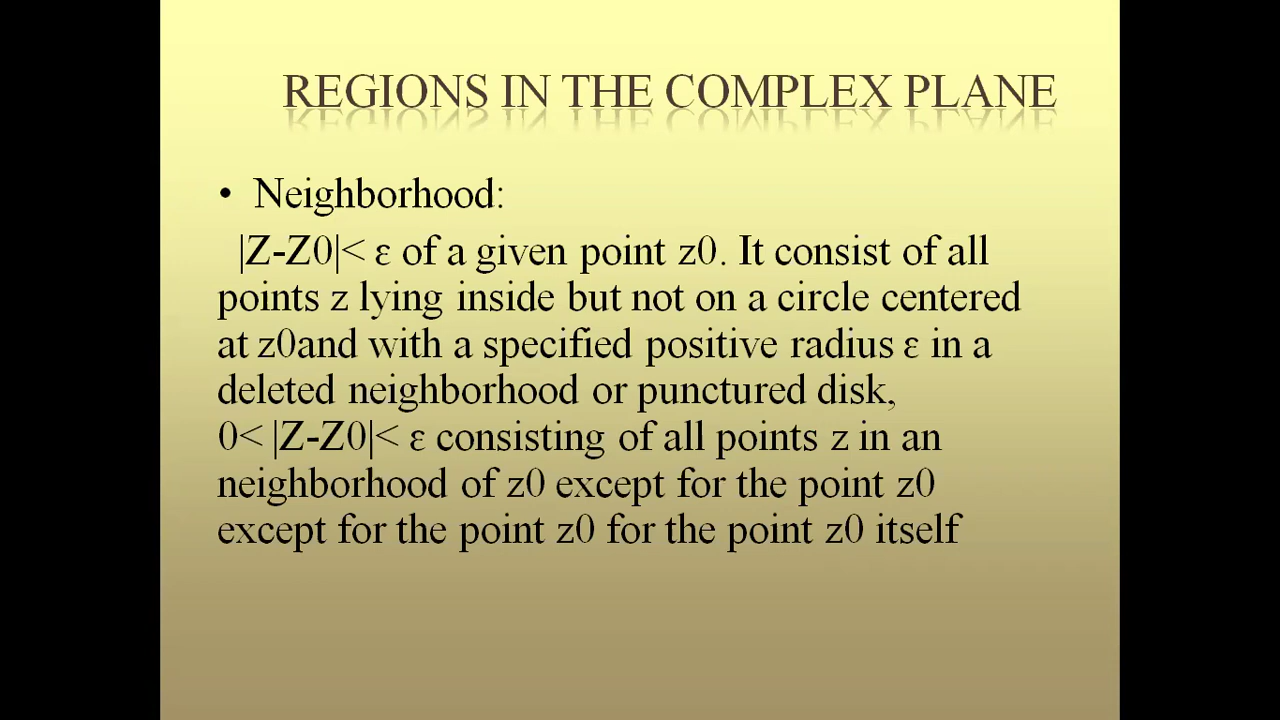 REGIONS IN THE COMPLEX PLANE
• Neighborhood:
|Z-Z0|< ε of a given point z0. It consist of all
points z lying inside but not on a circle centered
at z0and with a specified positive radius ε in a
deleted neighborhood or punctured disk,
0< |Z-Z0|< ε consisting of all points z in an
neighborhood of z0 except for the point z0
except for the point z0 for the point z0 itself